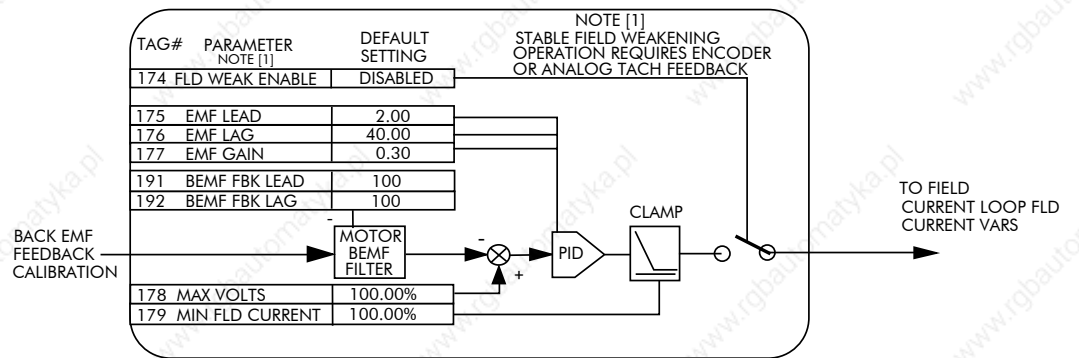 NOTE [1]
STABLE FIELD WEAKENING
OPERATION REQUIRES ENCODER
OR ANALOG TACH FEEDBACK
TAG# PARAMETER DEFAULT
NOTE [1] SETTING
174 FLD WEAK ENABLE DISABLED
175 EMF LEAD 2.00
176 EMF LAG 40.00
177 EMF GAIN 0.30
191 BEMF FBK LEAD 100
192 BEMF FBK LAG 100
BACK EMF
FEEDBACK
CALIBRATION
-
MOTOR
BEMF
FILTER
-
+
PID
CLAMP
TO FIELD
CURRENT LOOP FLD
CURRENT VARS
178 MAX VOLTS 100.00%
179 MIN FLD CURRENT 100.00%
www.rgbautomatyka.pl